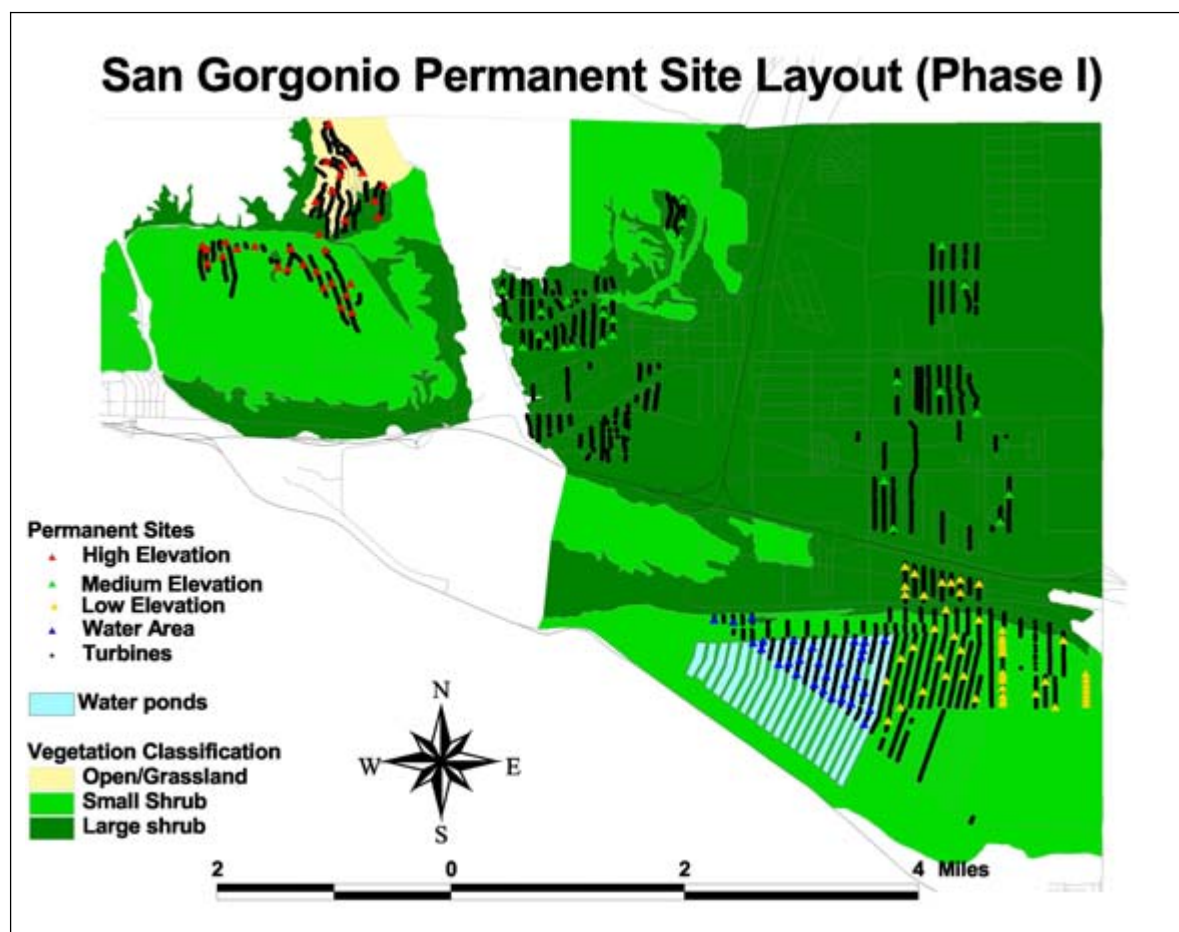 San Gorgonio Permanent Site Layout (Phase I)
Permanent Sites
High Elevation
Medium Elevation
Low Elevation
Water Area
Turbines
Water ponds
Vegetation Classification
Open/Grassland
Small Shrub
Large shrub
N
W E
S
2 0 2 4 Miles